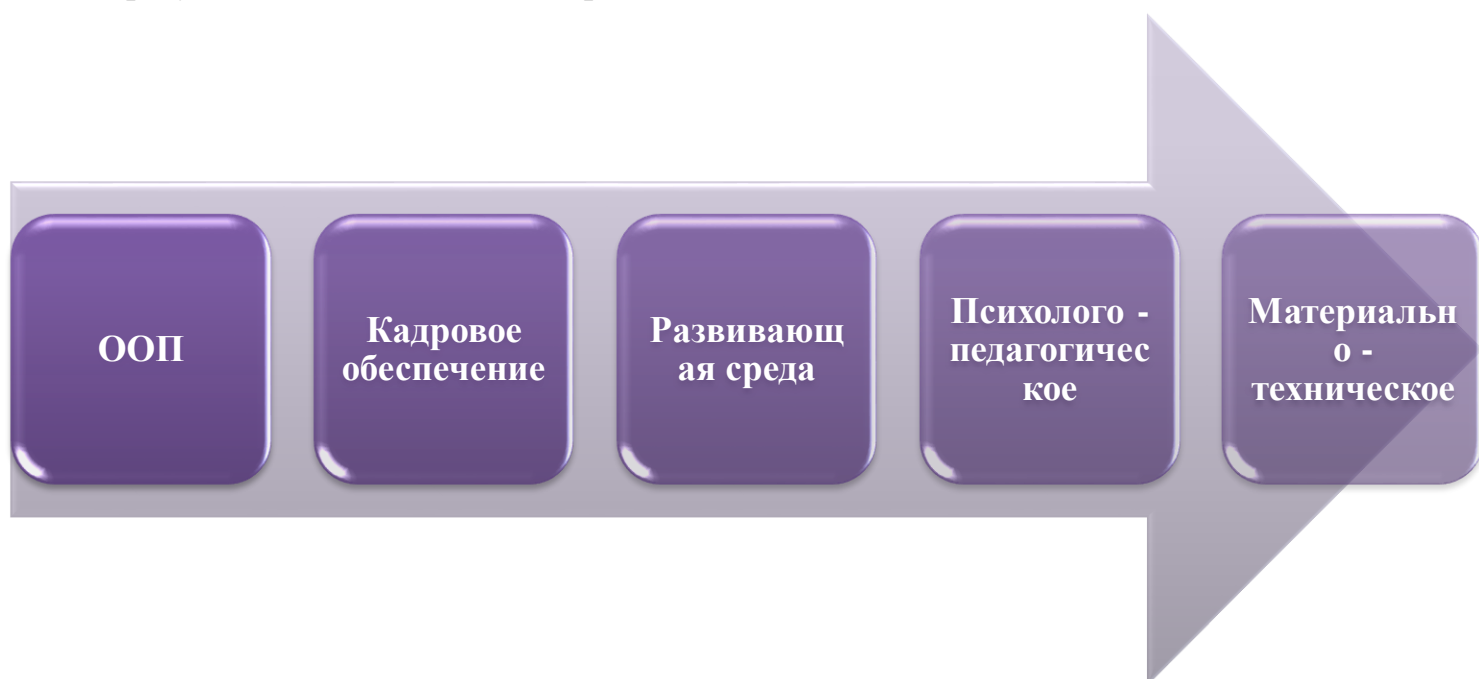 ООП
Кадровое
обеспечение
Развивающ
ая среда
Психолого -
педагогичес
кое
Материальн
о -
техническое